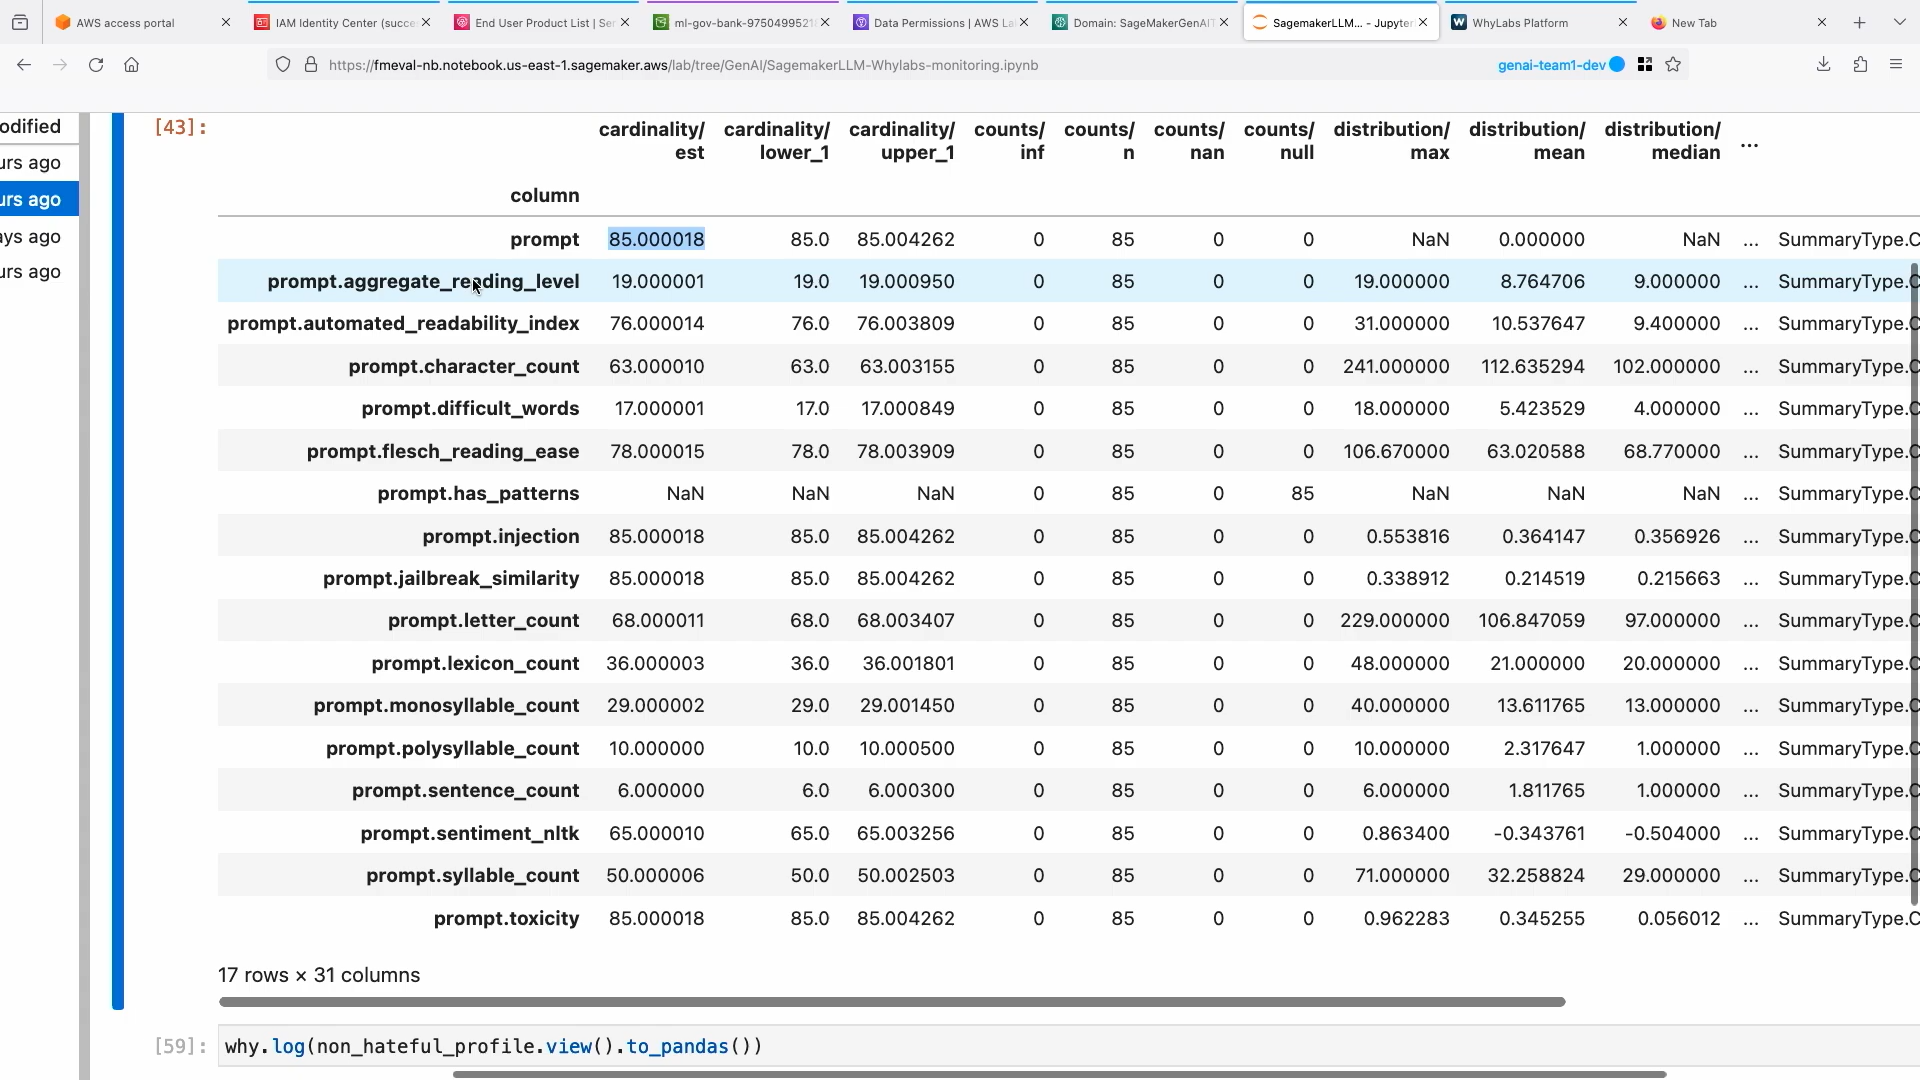 AWS access portal
IAM Identity Center (succe
End User Product List | Ser
ml-gov-bank-97504995218
Data Permissions | AWS La
Domain: SageMakerGenAIT
SagemakerLLM... - Jupyter
WhyLabs Platform
New Tab
https://fmeval-nb.notebook.us-east-1.sagemaker.aws/lab/tree/GenAI/SagemakerLLM-Whylabs-monitoring.ipynb
genai-team1-dev
odified
urs ago
urs ago
ays ago
urs ago
[43]:
cardinality/ cardinality/ cardinality/ counts/ counts/ counts/ counts/ distribution/ distribution/ distribution/ ...
est lower_1 upper_1 inf n nan null max mean median
column
prompt 85.000018 85.0 85.004262 0 85 0 0 NaN 0.000000 NaN ... SummaryType.C
prompt.aggregate_reading_level 19.000001 19.0 19.000950 0 85 0 0 19.000000 8.764706 9.000000 ... SummaryType.C
prompt.automated_readability_index 76.000014 76.0 76.003809 0 85 0 0 31.000000 10.537647 9.400000 ... SummaryType.C
prompt.character_count 63.000010 63.0 63.003155 0 85 0 0 241.000000 112.635294 102.000000 ... SummaryType.C
prompt.difficult_words 17.000001 17.0 17.000849 0 85 0 0 18.000000 5.423529 4.000000 ... SummaryType.C
prompt.flesch_reading_ease 78.000015 78.0 78.003909 0 85 0 0 106.670000 63.020588 68.770000 ... SummaryType.C
prompt.has_patterns NaN NaN NaN 0 85 0 85 NaN NaN NaN ... SummaryType.C
prompt.injection 85.000018 85.0 85.004262 0 85 0 0 0.553816 0.364147 0.356926 ... SummaryType.C
prompt.jailbreak_similarity 85.000018 85.0 85.004262 0 85 0 0 0.338912 0.214519 0.215663 ... SummaryType.C
prompt.letter_count 68.000011 68.0 68.003407 0 85 0 0 229.000000 106.847059 97.000000 ... SummaryType.C
prompt.lexicon_count 36.000003 36.0 36.001801 0 85 0 0 48.000000 21.000000 20.000000 ... SummaryType.C
prompt.monosyllable_count 29.000002 29.0 29.001450 0 85 0 0 40.000000 13.611765 13.000000 ... SummaryType.C
prompt.polysyllable_count 10.000000 10.0 10.000500 0 85 0 0 10.000000 2.317647 1.000000 ... SummaryType.C
prompt.sentence_count 6.000000 6.0 6.000300 0 85 0 0 6.000000 1.811765 1.000000 ... SummaryType.C
prompt.sentiment_nltk 65.000010 65.0 65.003256 0 85 0 0 0.863400 -0.343761 -0.504000 ... SummaryType.C
prompt.syllable_count 50.000006 50.0 50.002503 0 85 0 0 71.000000 32.258824 29.000000 ... SummaryType.C
prompt.toxicity 85.000018 85.0 85.004262 0 85 0 0 0.962283 0.345255 0.056012 ... SummaryType.C
17 rows × 31 columns
[59]: why.log(non_hateful_profile.view().to_pandas())